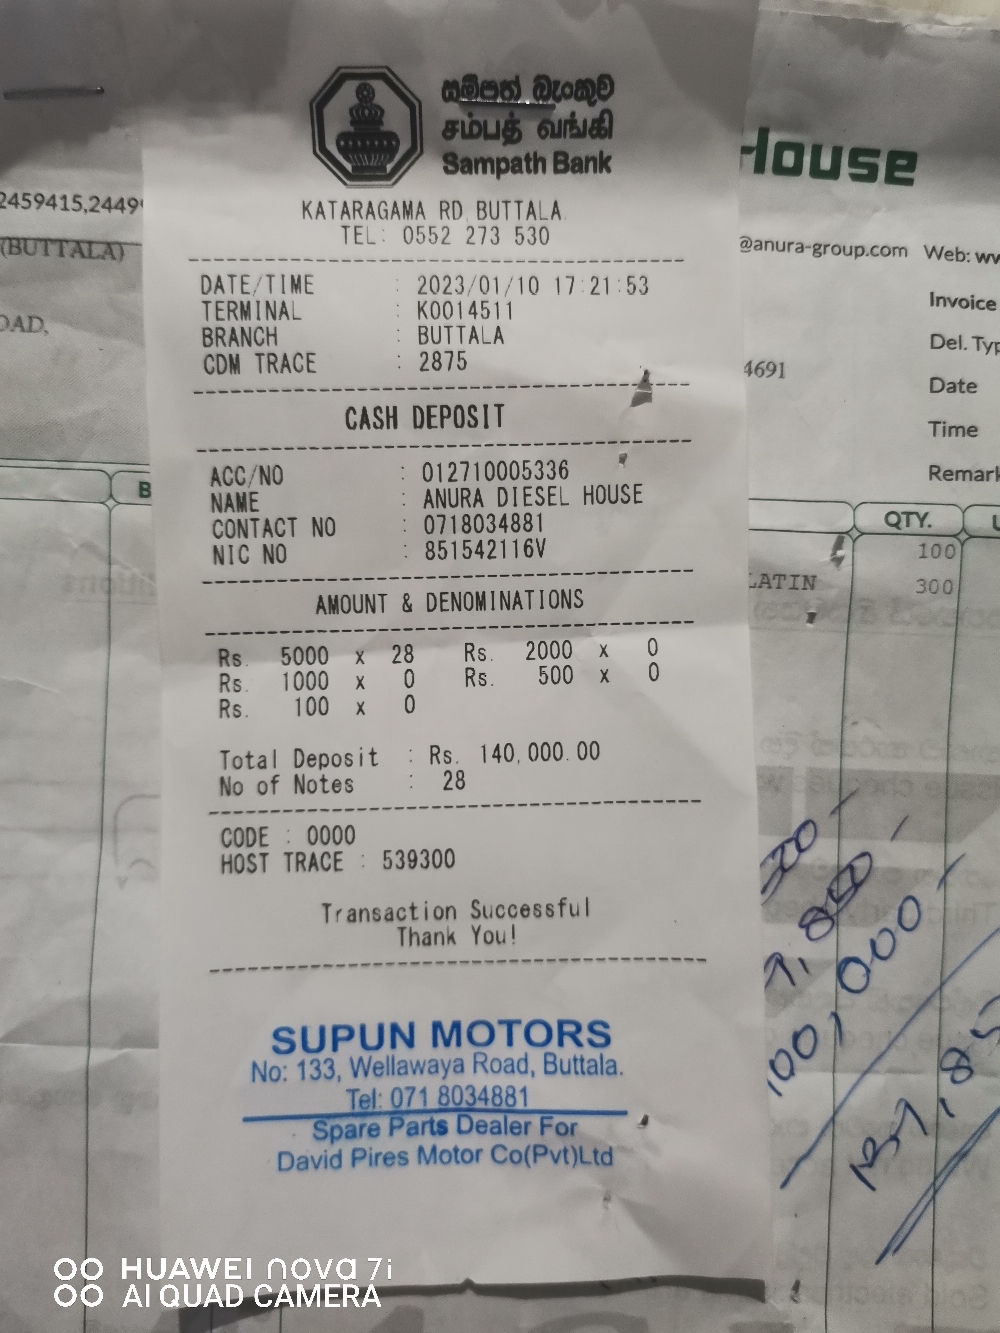 සම්පත් බැංකුව
சம்பத் வங்கி
Sampath Bank
House
KATARAGAMA RD, BUTTALA.
TEL: 0552 273 530
(BUTTALA)
@anura-group.com Web:
Invoice
Del. Typ
Date
Time
Remark
4691
DATE/TIME : 2023/01/10 17:21:53
TERMINAL : K0014511
BRANCH : BUTTALA
CDM TRACE : 2875
CASH DEPOSIT
ACC/NO : 012710005336
NAME : ANURA DIESEL HOUSE
CONTACT NO : 0718034881
NIC NO : 851542116V
QTY.
100
LATIN 300
AMOUNT & DENOMINATIONS
Rs. 5000 x 28 Rs. 2000 x 0
Rs. 1000 x 0 Rs. 500 x 0
Rs. 100 x 0
Total Deposit : Rs. 140,000.00
No of Notes : 28
CODE : 0000
HOST TRACE : 539300
Transaction Successful
Thank You!
SUPUN MOTORS
No: 133, Wellawaya Road, Buttala.
Tel: 071 8034881
Spare Parts Dealer For
David Pires Motor Co(Pvt)Ltd
HUAWEI nova 7i
AI QUAD CAMERA